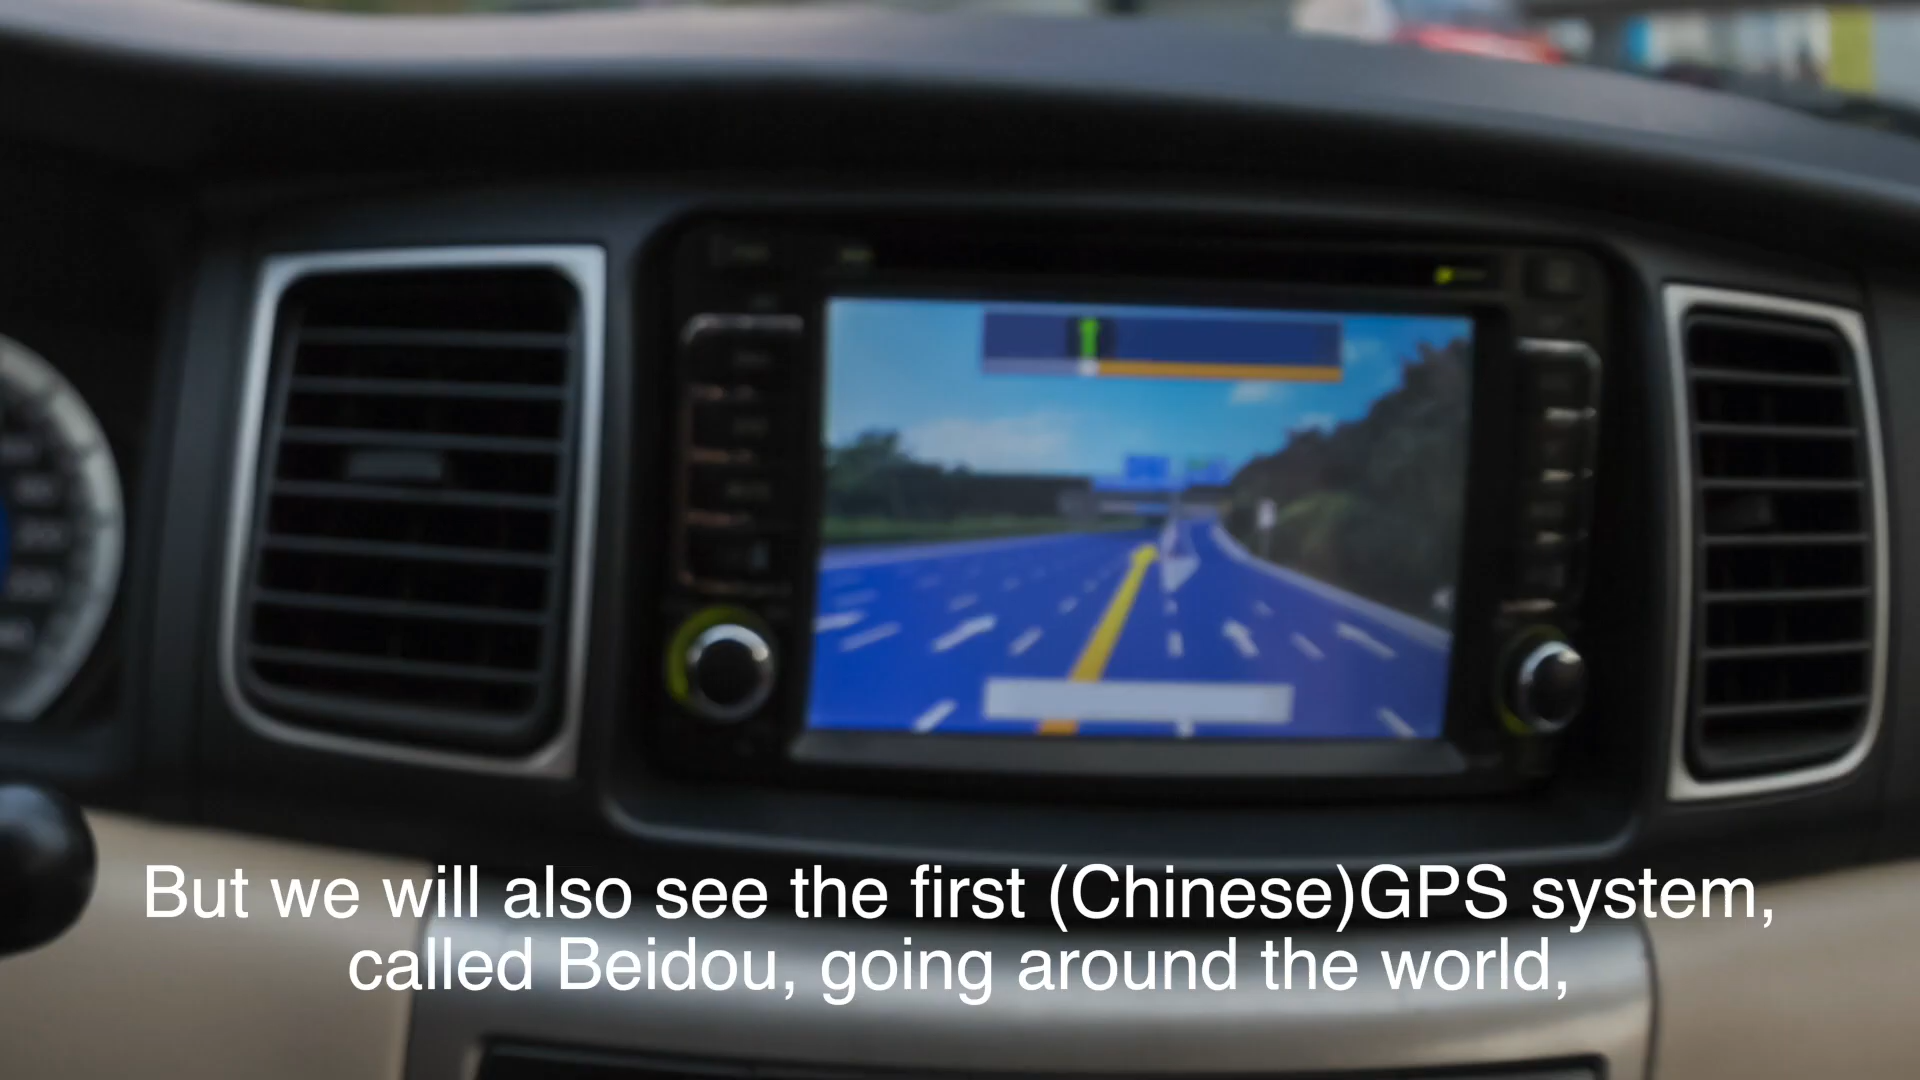 But we will also see the first (Chinese)GPS system,
called Beidou, going around the world,